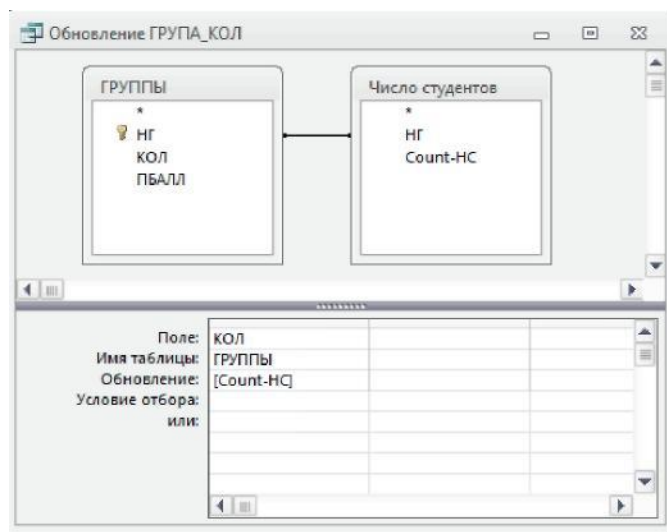 Обновление ГРУПА_КОЛ
ГРУППЫ
*
НГ
КОЛ
ПБАЛЛ
Число студентов
*
НГ
Count-НС
Поле: КОЛ
Имя таблицы: ГРУППЫ
Обновление: [Count-НС]
Условие отбора:
или: